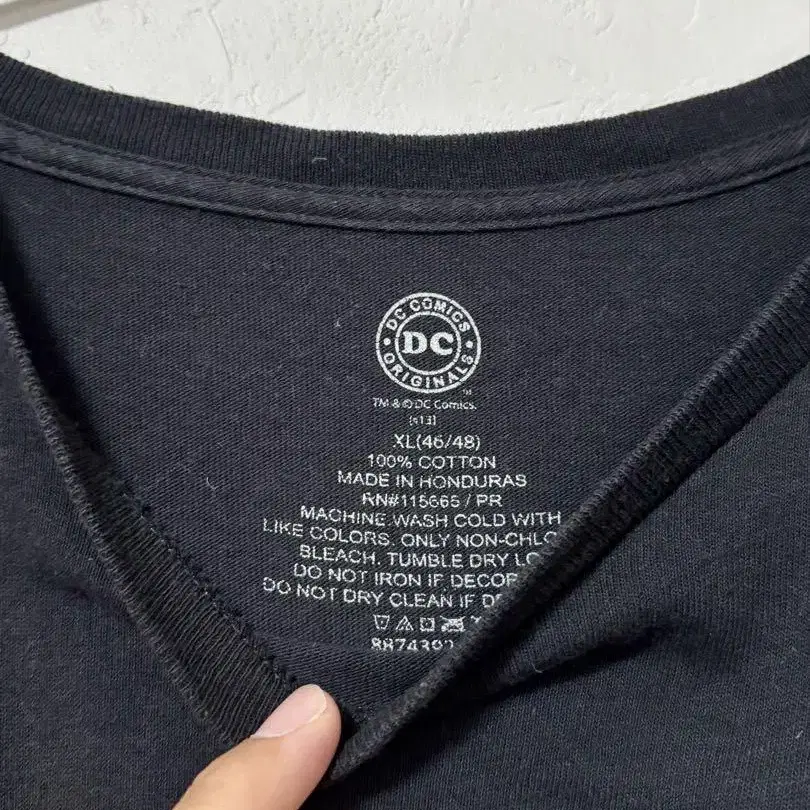 DC COMICS
DC
ORIGINALS
TM & © DC Comics.
(s13)
XL(46/48)
100% COTTON
MADE IN HONDURAS
RN#115665 / PR
MACHINE WASH COLD WITH
LIKE COLORS. ONLY NON-CHLO
BLEACH. TUMBLE DRY LO
DO NOT IRON IF DECOR
DO NOT DRY CLEAN IF DE